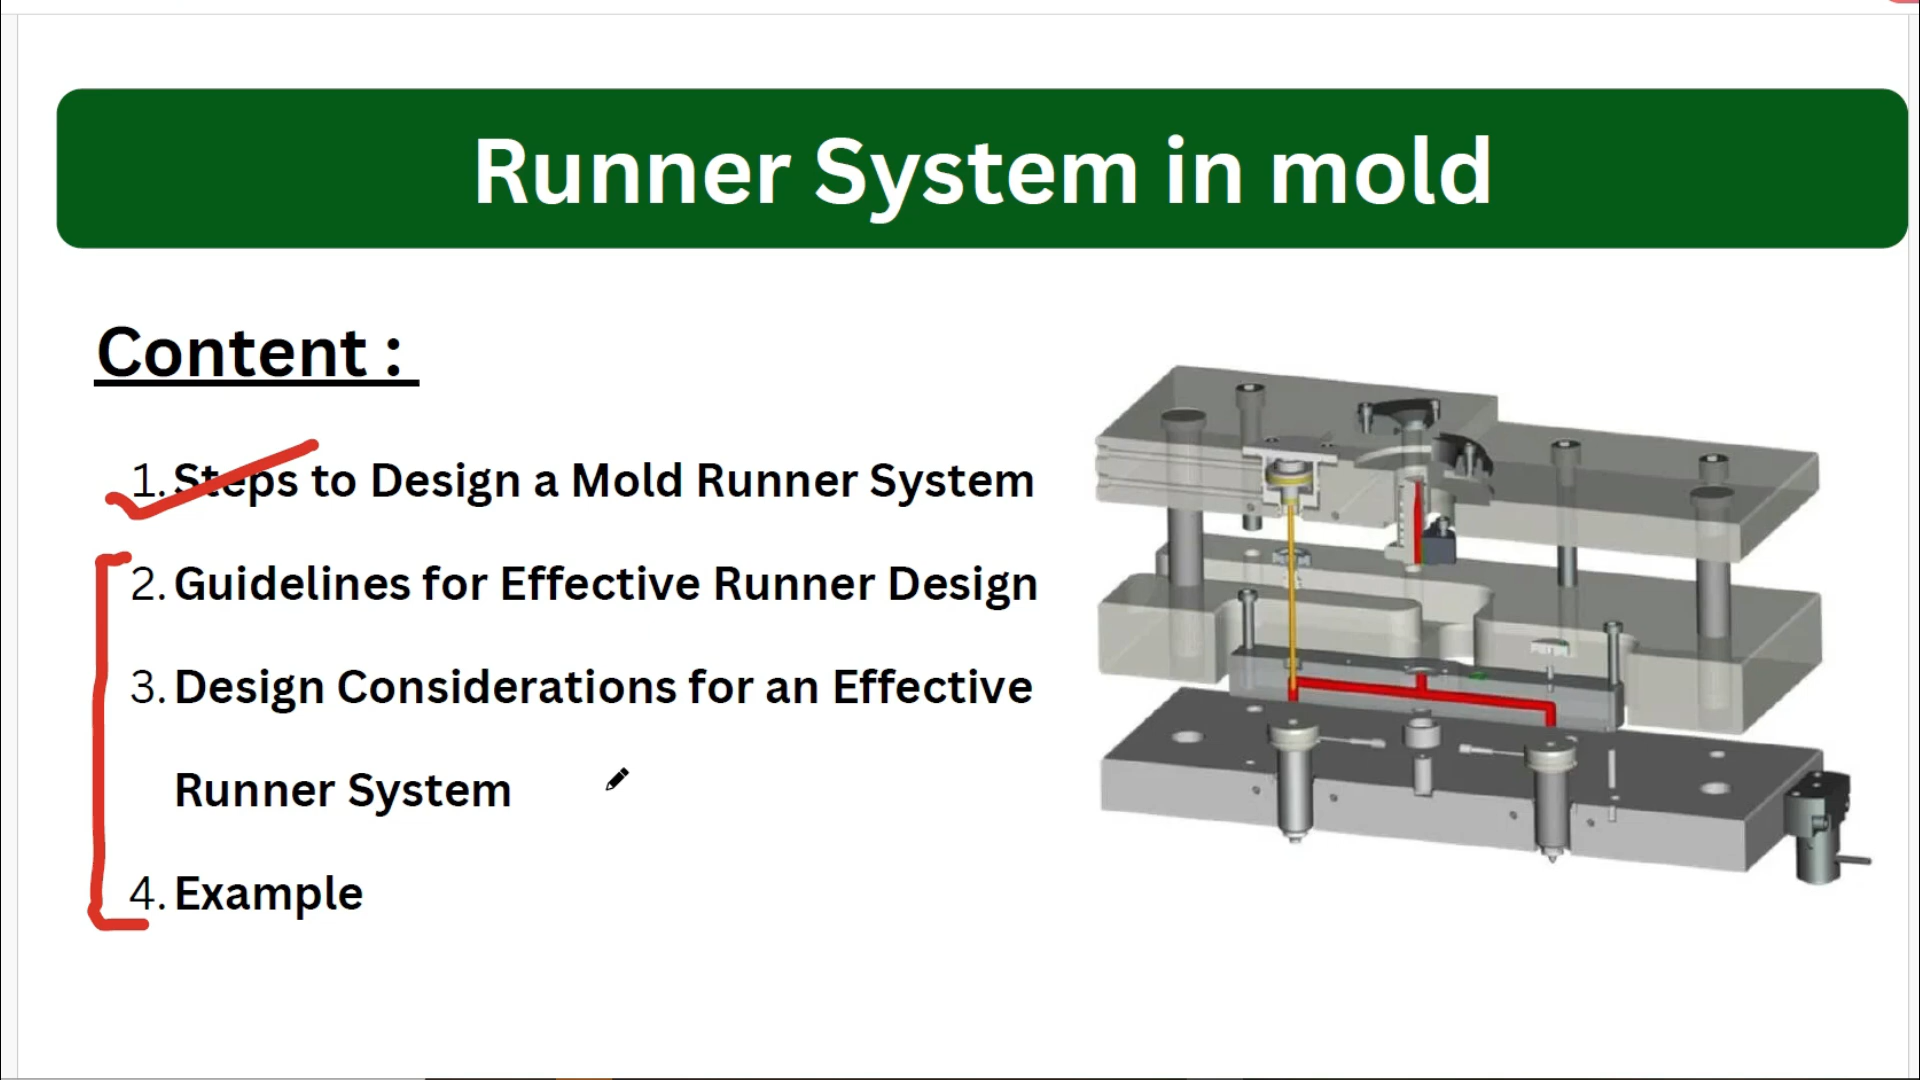 Runner System in mold
Content :
1. Steps to Design a Mold Runner System
2. Guidelines for Effective Runner Design
3. Design Considerations for an Effective
Runner System
4. Example